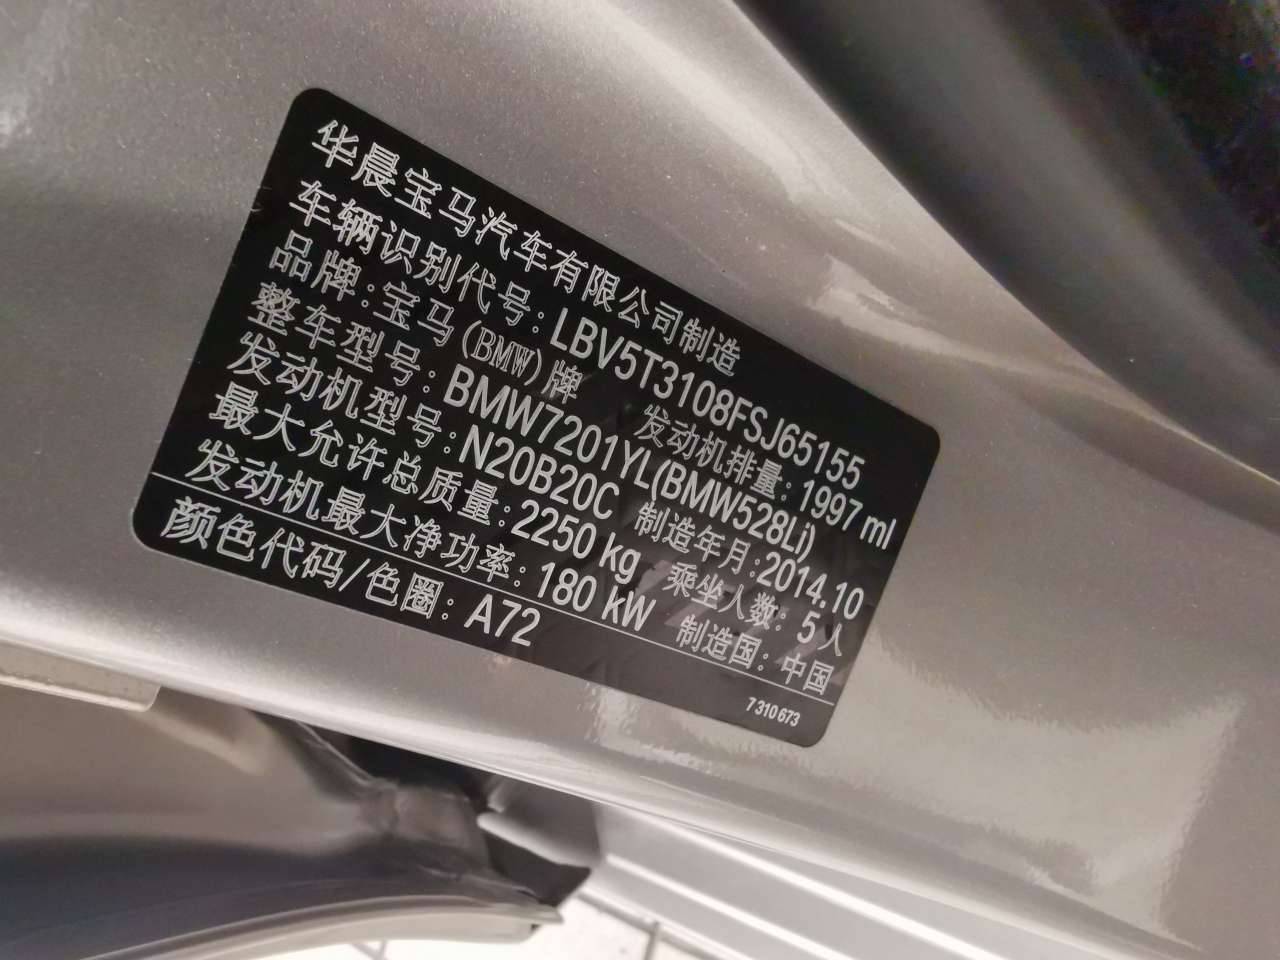 华晨宝马汽车有限公司制造
车辆识别代号: LBV5T3108FSJ65155
品牌: 宝马(BMW)牌 发动机排量: 1997 ml
整车型号: BMW7201YL(BMW528Li)
发动机型号: N20B20C 制造年月: 2014.10
最大允许总质量: 2250 kg 乘坐人数: 5 人
发动机最大净功率: 180 kW 制造国: 中国
颜色代码/色圈: A72
7 310 673